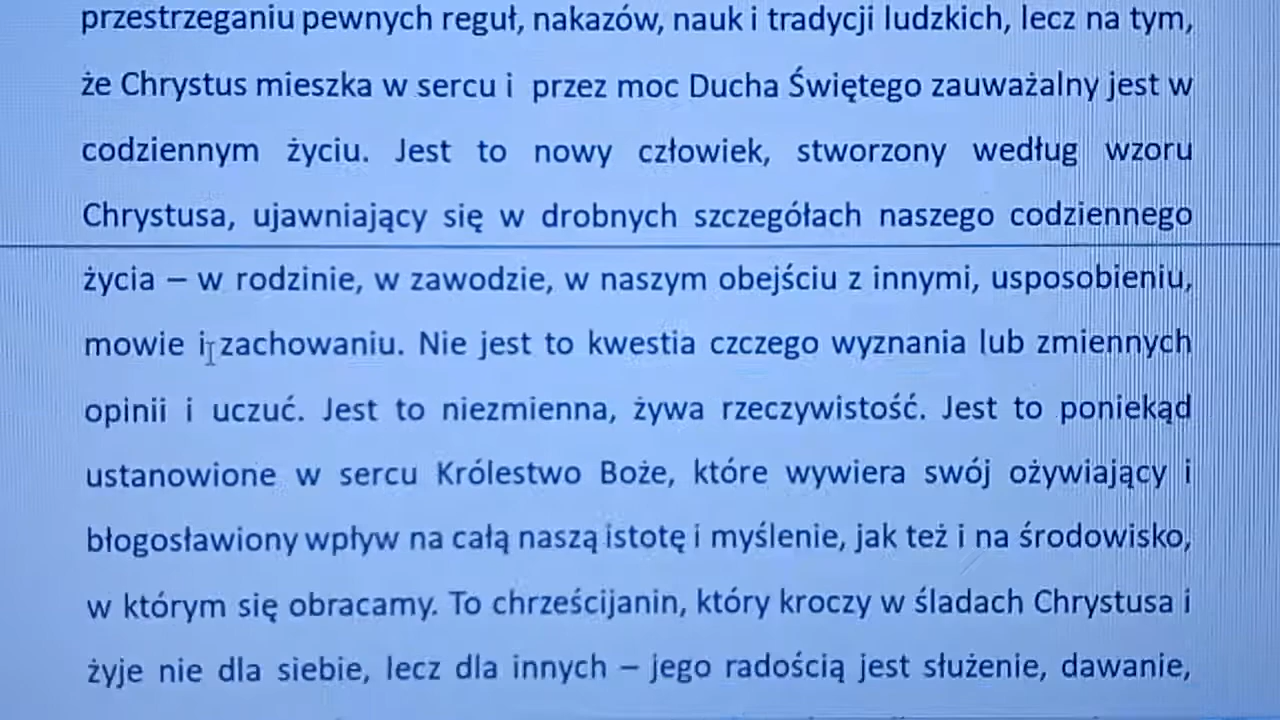 przestrzeganiu pewnych reguł, nakazów, nauk i tradycji ludzkich, lecz na tym,
że Chrystus mieszka w sercu i przez moc Ducha Świętego zauważalny jest w
codziennym życiu. Jest to nowy człowiek, stworzony według wzoru
Chrystusa, ujawniający się w drobnych szczegółach naszego codziennego
życia – w rodzinie, w zawodzie, w naszym obejściu z innymi, usposobieniu,
mowie i zachowaniu. Nie jest to kwestia czczego wyznania lub zmiennych
opinii i uczuć. Jest to niezmienna, żywa rzeczywistość. Jest to poniekąd
ustanowione w sercu Królestwo Boże, które wywiera swój ożywiający i
błogosławiony wpływ na całą naszą istotę i myślenie, jak też i na środowisko,
w którym się obracamy. To chrześcijanin, który kroczy w śladach Chrystusa i
żyje nie dla siebie, lecz dla innych – jego radością jest służenie, dawanie,